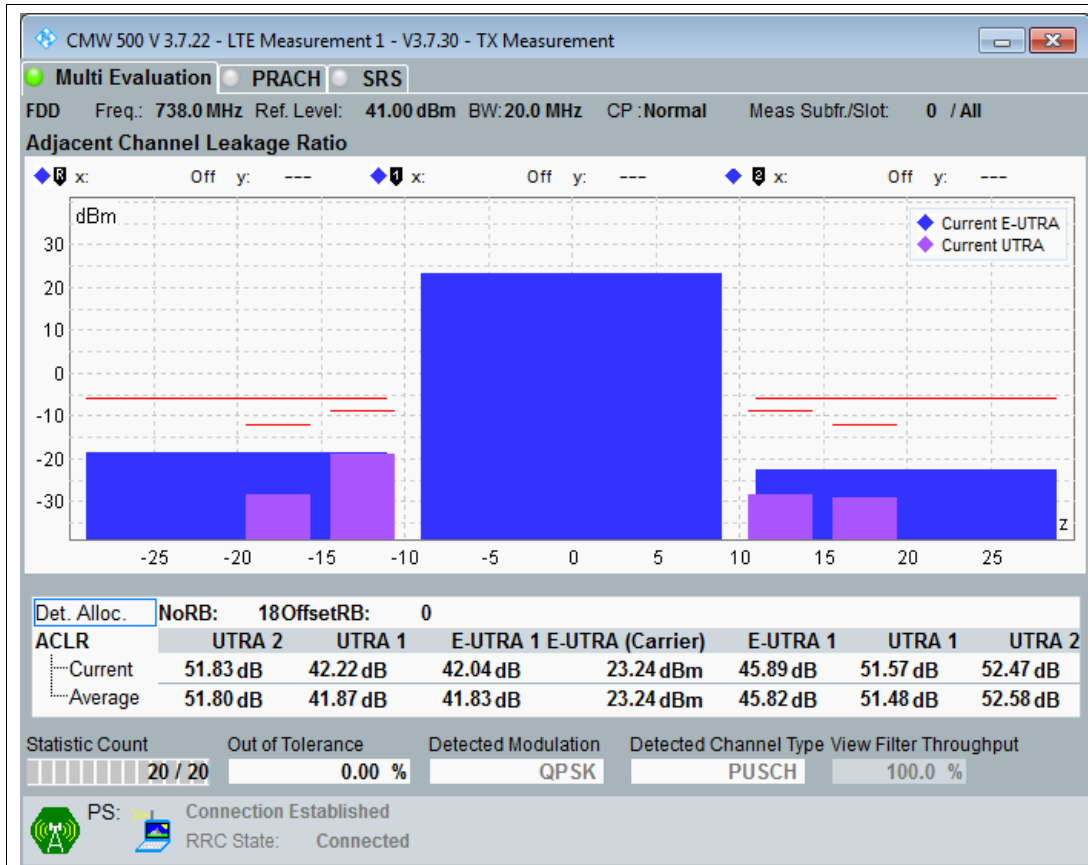 CMW 500 V 3.7.22 - LTE Measurement 1 - V3.7.30 - TX Measurement
Multi Evaluation PRACH SRS
FDD Freq.: 738.0 MHz Ref. Level: 41.00 dBm BW: 20.0 MHz CP : Normal Meas Subfr./Slot: 0 / All
Adjacent Channel Leakage Ratio
R x: Off y: --- 1 x: Off y: --- 2 x: Off y: ---
dBm
Current E-UTRA
Current UTRA
30
20
10
0
-10
-20
-30
z
-25 -20 -15 -10 -5 0 5 10 15 20 25
Det. Alloc. NoRB: 18 OffsetRB: 0
ACLR UTRA 2 UTRA 1 E-UTRA 1 E-UTRA (Carrier) E-UTRA 1 UTRA 1 UTRA 2
Current 51.83 dB 42.22 dB 42.04 dB 23.24 dBm 45.89 dB 51.57 dB 52.47 dB
Average 51.80 dB 41.87 dB 41.83 dB 23.24 dBm 45.82 dB 51.48 dB 52.58 dB
Statistic Count Out of Tolerance Detected Modulation Detected Channel Type View Filter Throughput
20 / 20 0.00 % QPSK PUSCH 100.0 %
PS: Connection Established
RRC State: Connected